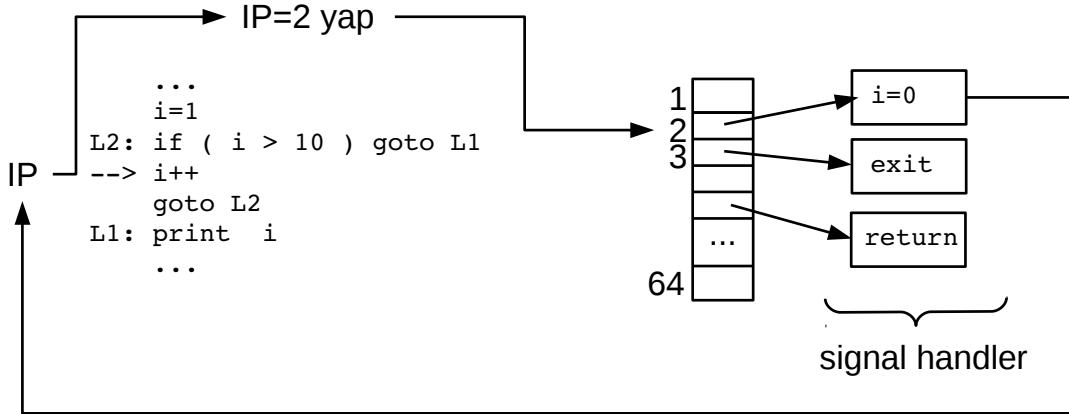 IP=2 yap
...
i=1
L2: if ( i > 10 ) goto L1
IP
--> i++
goto L2
L1: print i
...
1
2
3
...
64
i=0
exit
return
signal handler